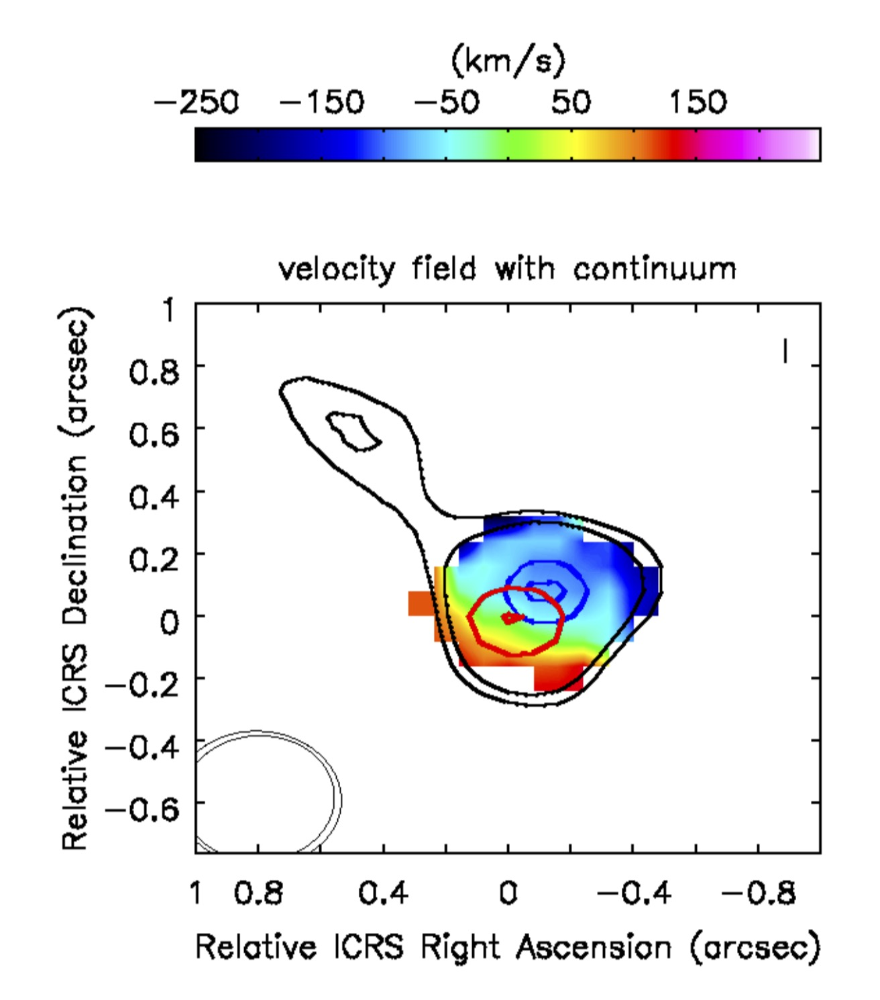 (km/s)
−250 −150 −50 50 150
velocity field with continuum
Relative ICRS Declination (arcsec)
1
0.8
0.6
0.4
0.2
0
−0.2
−0.4
−0.6
I
1 0.8 0.4 0 −0.4 −0.8
Relative ICRS Right Ascension (arcsec)